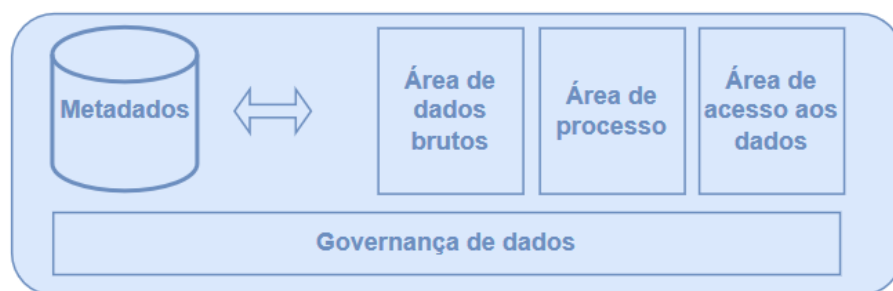 Metadados
Área de
dados
brutos
Área de
processo
Área de
acesso aos
dados
Governança de dados